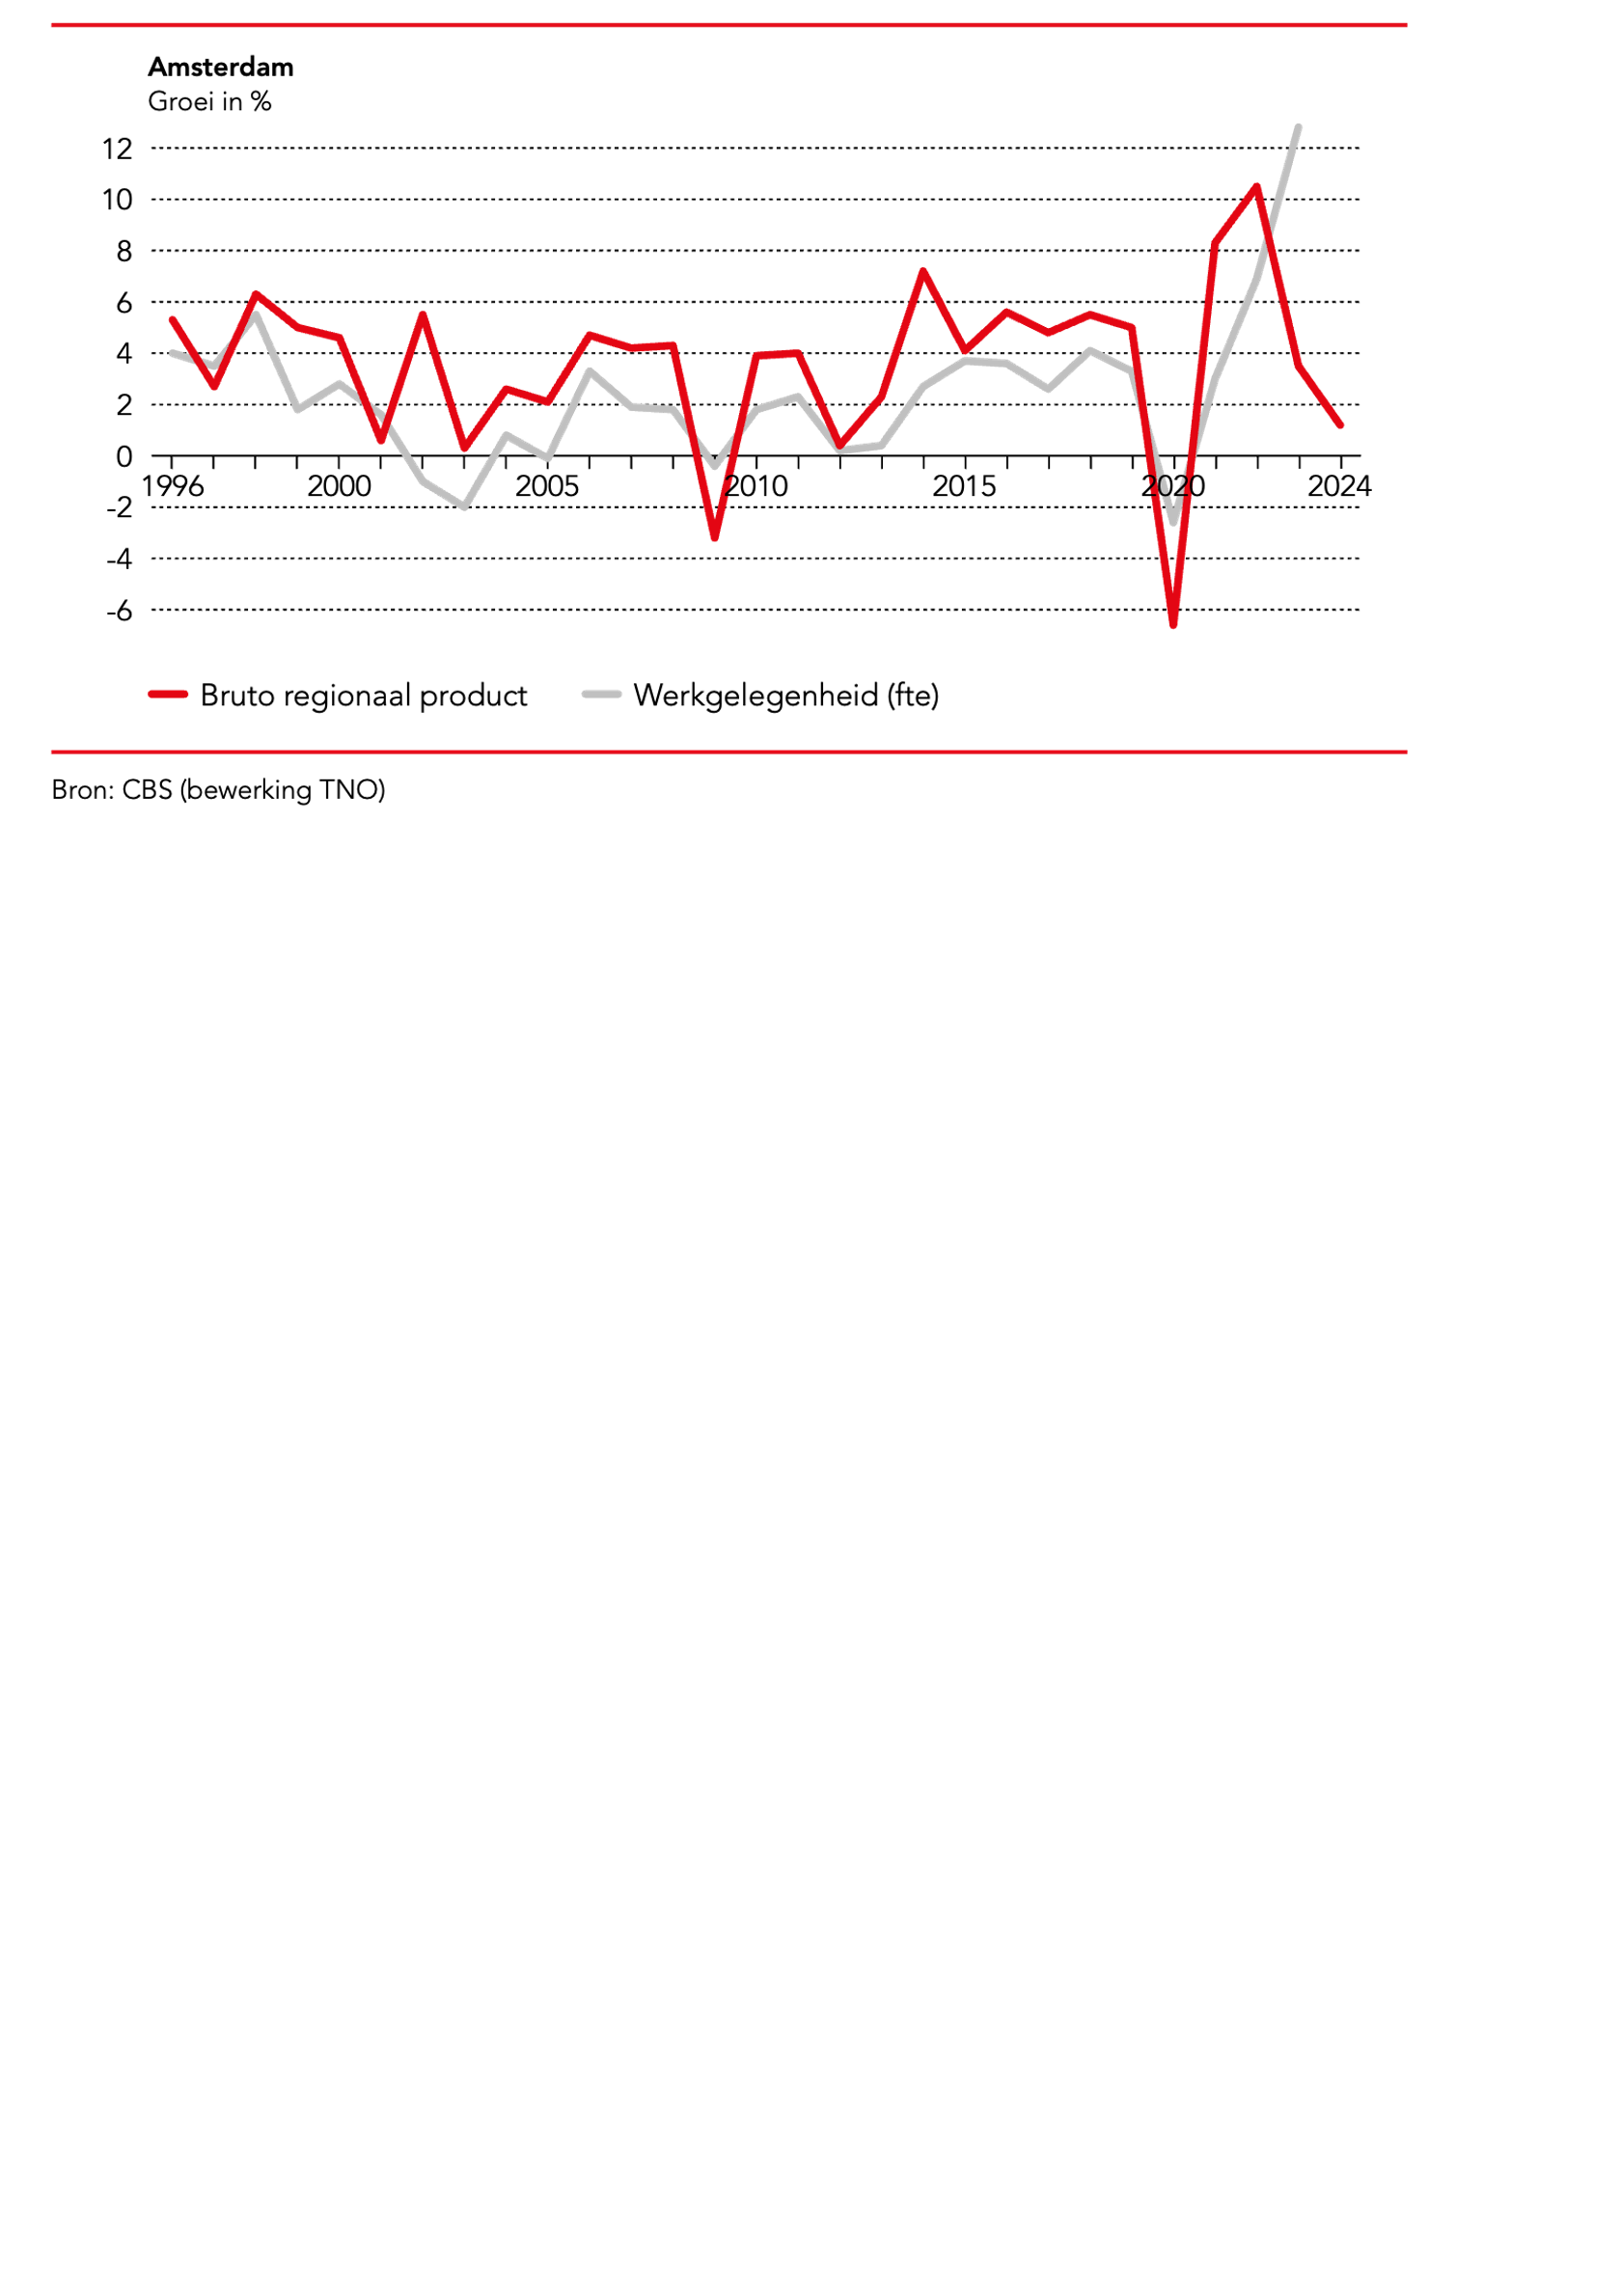 Amsterdam
Groei in %
12
10
8
6
4
2
0
1996 2000 2005 2010 2015 2020 2024
-2
-4
-6
Bruto regionaal product Werkgelegenheid (fte)
Bron: CBS (bewerking TNO)